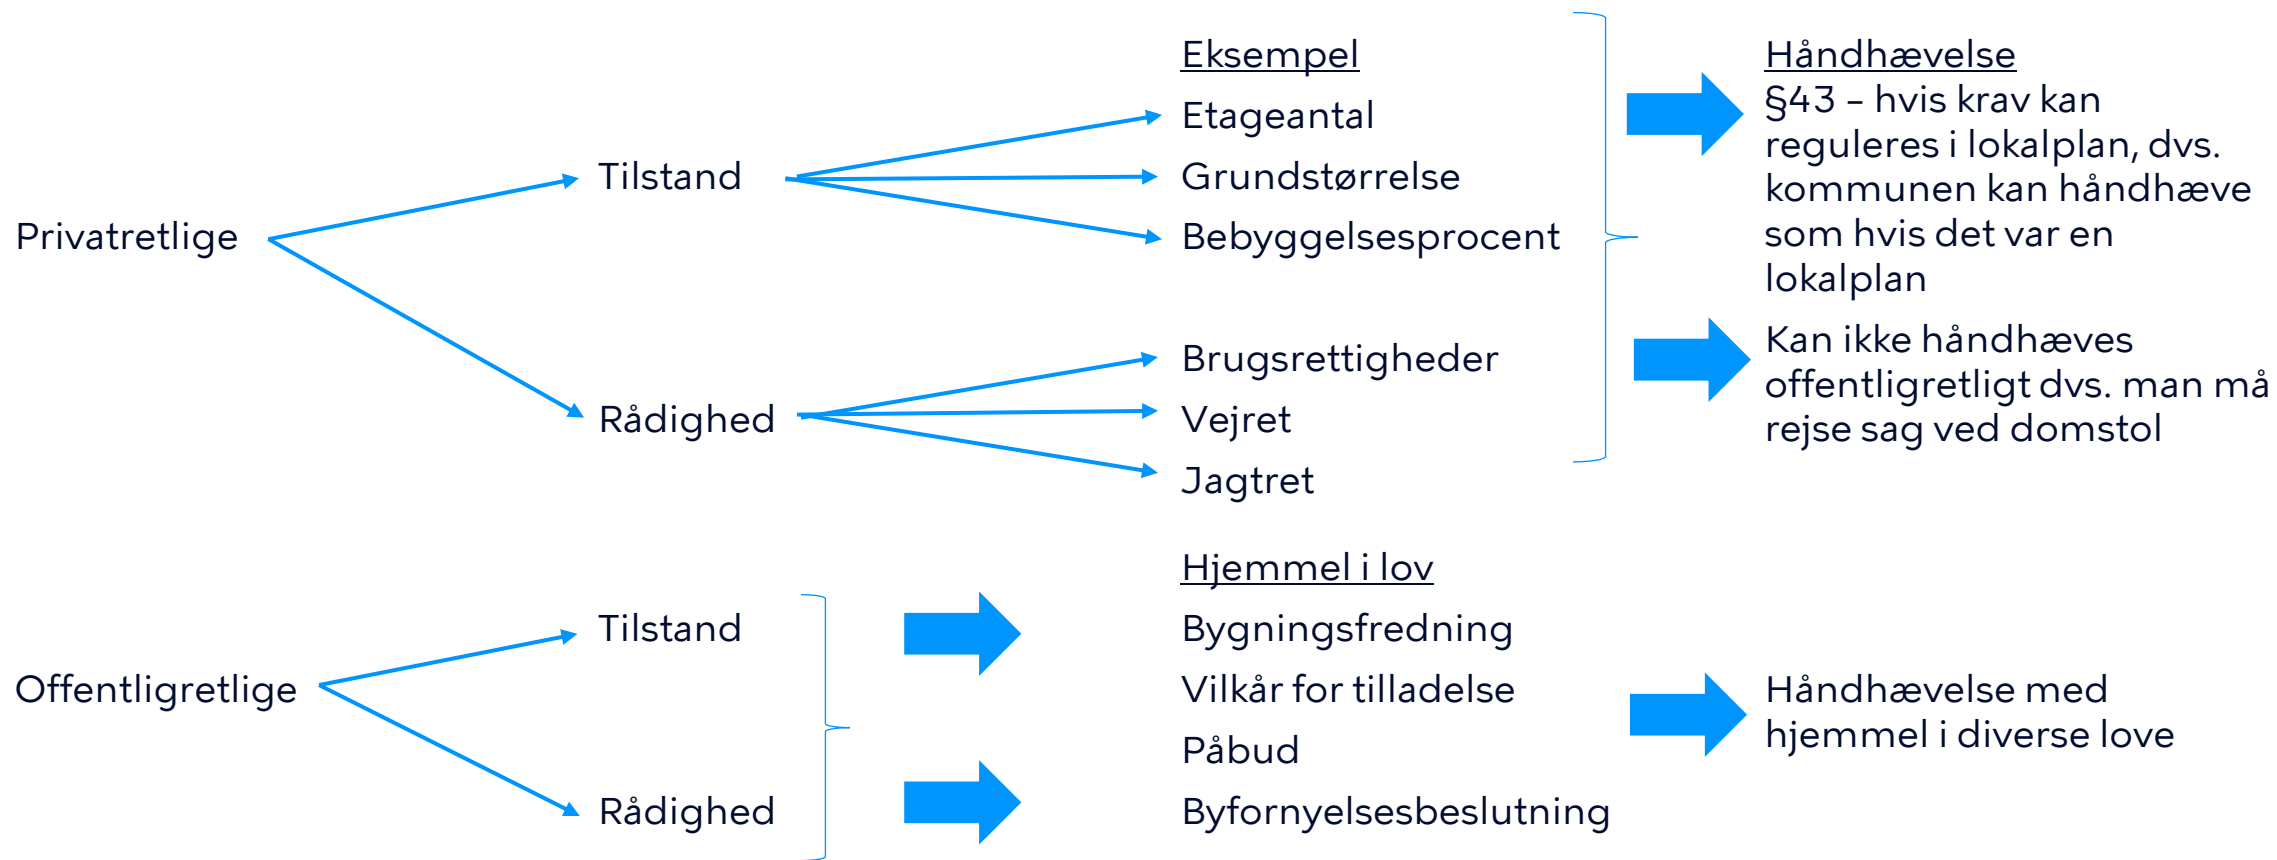 Privatretlige
Tilstand
Rådighed
Eksempel
Etageantal
Grundstørrelse
Bebyggelsesprocent
Brugsrettigheder
Vejret
Jagtret
Håndhævelse
§43 – hvis krav kan
reguleres i lokalplan, dvs.
kommunen kan håndhæve
som hvis det var en
lokalplan
Kan ikke håndhæves
offentligretligt dvs. man må
rejse sag ved domstol
Offentligretlige
Tilstand
Rådighed
Hjemmel i lov
Bygningsfredning
Vilkår for tilladelse
Påbud
Byfornyelsesbeslutning
Håndhævelse med
hjemmel i diverse love